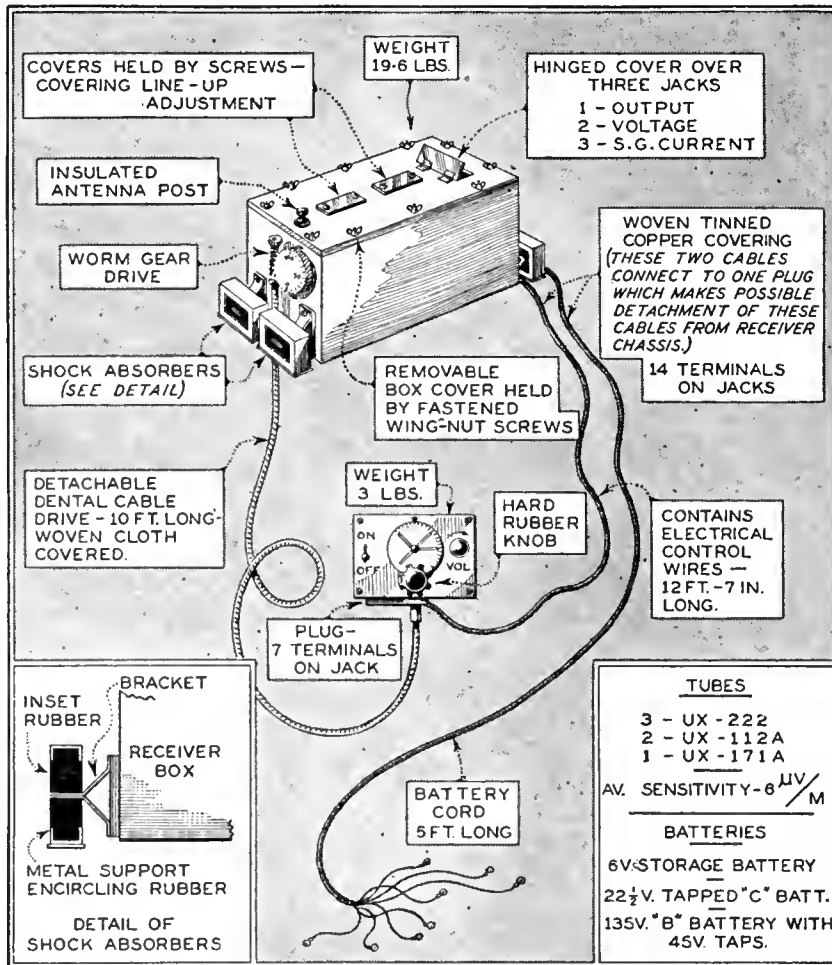 WEIGHT
19.6 LBS.
COVERS HELD BY SCREWS—
COVERING LINE-UP
ADJUSTMENT
HINGED COVER OVER
THREE JACKS
1 - OUTPUT
2 - VOLTAGE
3 - S.G. CURRENT
INSULATED
ANTENNA POST
WORM GEAR
DRIVE
WOVEN TINNED
COPPER COVERING
(THESE TWO CABLES
CONNECT TO ONE PLUG
WHICH MAKES POSSIBLE
DETACHMENT OF THESE
CABLES FROM RECEIVER
CHASSIS.)
14 TERMINALS
ON JACKS
SHOCK ABSORBERS
(SEE DETAIL)
REMOVABLE
BOX COVER HELD
BY FASTENED
WING-NUT SCREWS
DETACHABLE
DENTAL CABLE
DRIVE - 10 FT. LONG-
WOVEN CLOTH
COVERED.
WEIGHT
3 LBS.
HARD
RUBBER
KNOB
ON
OFF
VOL
CONTAINS
ELECTRICAL
CONTROL
WIRES —
12 FT.-7 IN.
LONG.
PLUG-
7 TERMINALS
ON JACK
BRACKET
INSET
RUBBER
RECEIVER
BOX
METAL SUPPORT
ENCIRCLING RUBBER
DETAIL OF
SHOCK ABSORBERS
BATTERY
CORD
5 FT. LONG
TUBES
3 - UX - 222
2 - UX - 112A
1 - UX - 171A
AV. SENSITIVITY - 6 μV/M
BATTERIES
6V. STORAGE BATTERY
22½V. TAPPED "C" BATT.
135V. "B" BATTERY WITH
45V. TAPS.